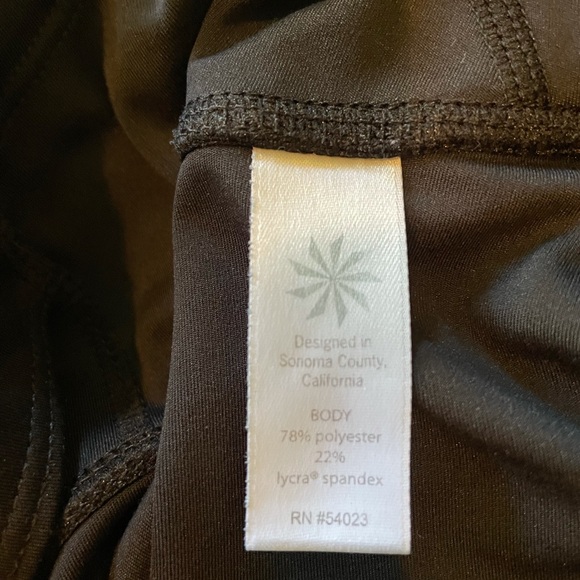 Designed in
Sonoma County,
California
BODY
78% polyester
22%
lycra® spandex
RN #54023